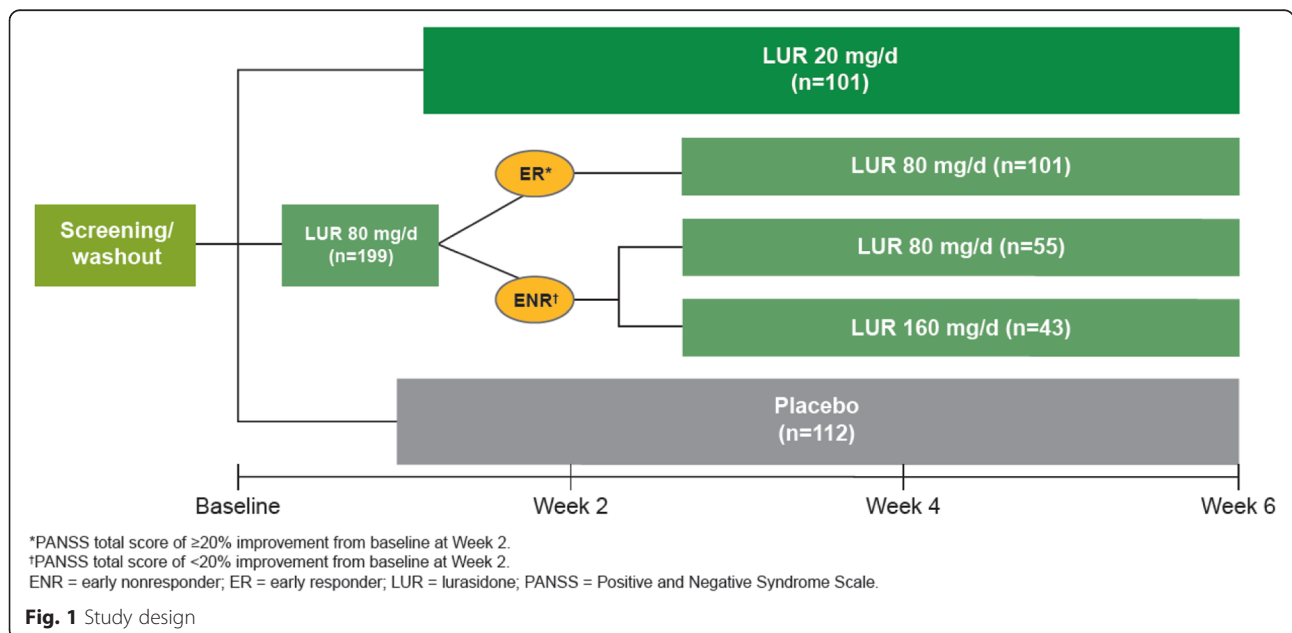 LUR 20 mg/d
(n=101)
ER*
LUR 80 mg/d (n=101)
Screening/
washout
LUR 80 mg/d
(n=199)
LUR 80 mg/d (n=55)
ENR†
LUR 160 mg/d (n=43)
Placebo
(n=112)
Baseline Week 2 Week 4 Week 6
*PANSS total score of ≥20% improvement from baseline at Week 2.
†PANSS total score of <20% improvement from baseline at Week 2.
ENR = early nonresponder; ER = early responder; LUR = lurasidone; PANSS = Positive and Negative Syndrome Scale.
Fig. 1 Study design